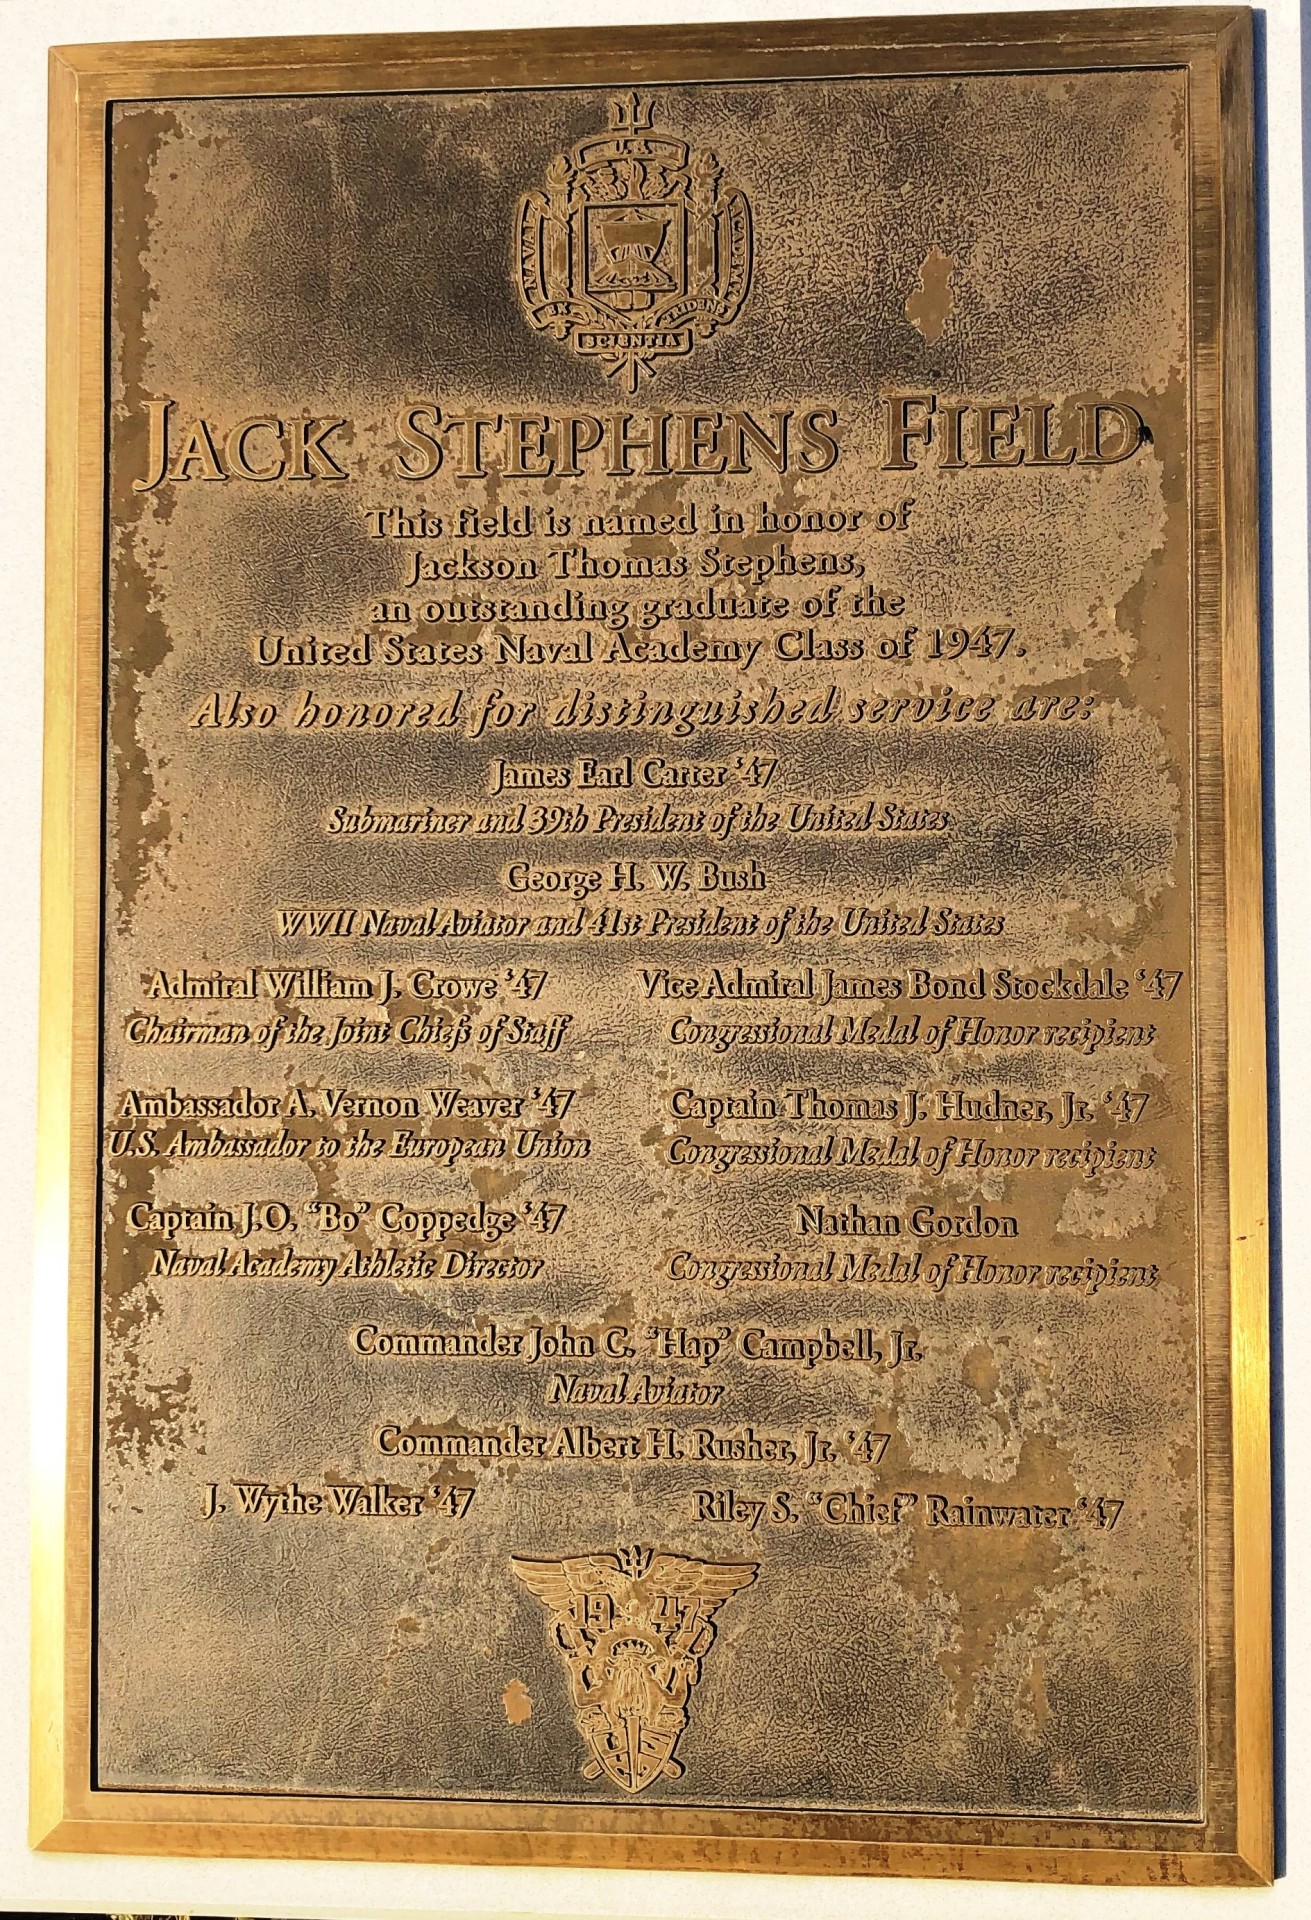 U.S.
NAVAL
ACADEMY
EX
TRIDENS
SCIENTIA
JACK STEPHENS FIELD
This field is named in honor of
Jackson Thomas Stephens,
an outstanding graduate of the
United States Naval Academy Class of 1947.
Also honored for distinguished service are:
James Earl Carter '47
Submariner and 39th President of the United States
George H. W. Bush
WWII Naval Aviator and 41st President of the United States
Admiral William J. Crowe '47
Chairman of the Joint Chiefs of Staff
Vice Admiral James Bond Stockdale '47
Congressional Medal of Honor recipient
Ambassador A. Vernon Weaver '47
U.S. Ambassador to the European Union
Captain Thomas J. Hudner, Jr. '47
Congressional Medal of Honor recipient
Captain J.O. "Bo" Coppedge '47
Naval Academy Athletic Director
Nathan Gordon
Congressional Medal of Honor recipient
Commander John C. "Hap" Campbell, Jr.
Naval Aviator
Commander Albert H. Rusher, Jr. '47
J. Wythe Walker '47
Riley S. "Chief" Rainwater '47
19 47